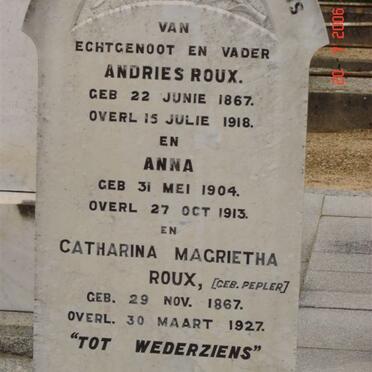 VAN
ECHTGENOOT EN VADER
ANDRIES ROUX.
GEB 22 JUNIE 1867.
OVERL 15 JULIE 1918.
EN
ANNA
GEB 31 MEI 1904.
OVERL 27 OCT 1913.
EN
CATHARINA MAGRIETHA
ROUX, [GEB. PEPLER]
GEB. 29 NOV. 1867.
OVERL. 30 MAART 1927.
"TOT WEDERZIENS"